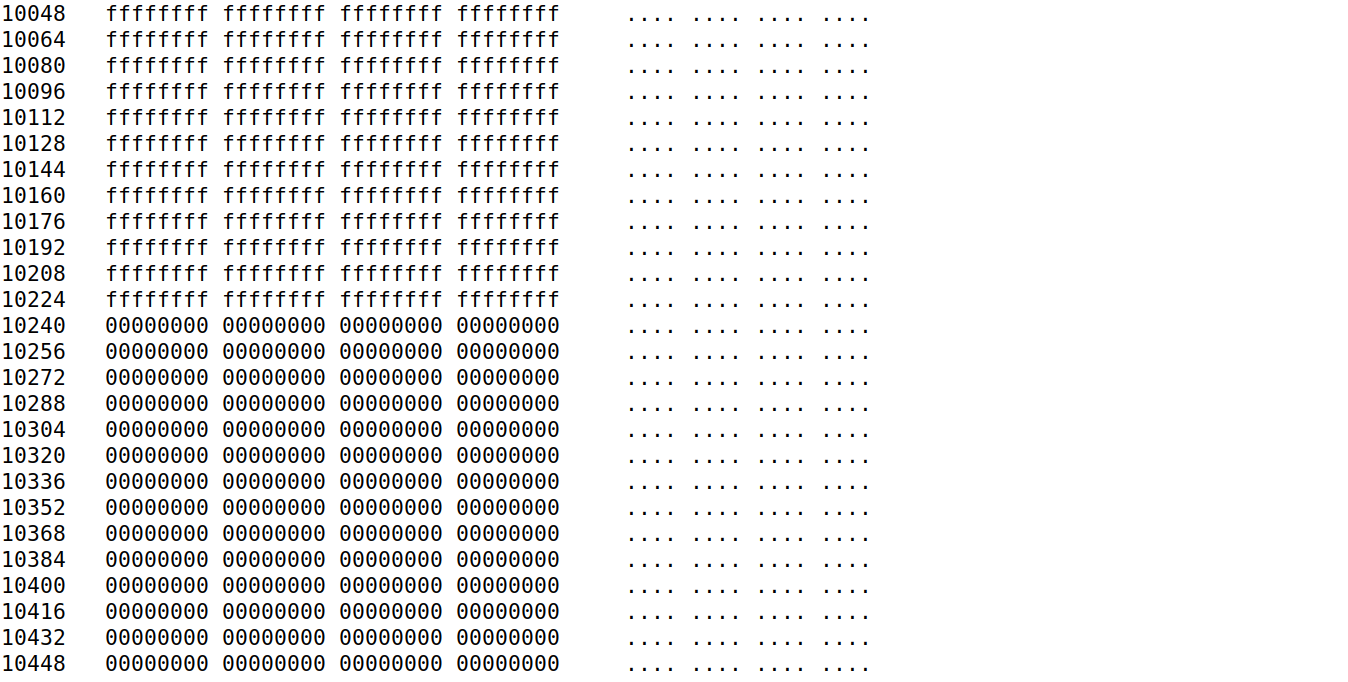 10048   ffffffff ffffffff ffffffff ffffffff     .... .... .... ....
10064   ffffffff ffffffff ffffffff ffffffff     .... .... .... ....
10080   ffffffff ffffffff ffffffff ffffffff     .... .... .... ....
10096   ffffffff ffffffff ffffffff ffffffff     .... .... .... ....
10112   ffffffff ffffffff ffffffff ffffffff     .... .... .... ....
10128   ffffffff ffffffff ffffffff ffffffff     .... .... .... ....
10144   ffffffff ffffffff ffffffff ffffffff     .... .... .... ....
10160   ffffffff ffffffff ffffffff ffffffff     .... .... .... ....
10176   ffffffff ffffffff ffffffff ffffffff     .... .... .... ....
10192   ffffffff ffffffff ffffffff ffffffff     .... .... .... ....
10208   ffffffff ffffffff ffffffff ffffffff     .... .... .... ....
10224   ffffffff ffffffff ffffffff ffffffff     .... .... .... ....
10240   00000000 00000000 00000000 00000000     .... .... .... ....
10256   00000000 00000000 00000000 00000000     .... .... .... ....
10272   00000000 00000000 00000000 00000000     .... .... .... ....
10288   00000000 00000000 00000000 00000000     .... .... .... ....
10304   00000000 00000000 00000000 00000000     .... .... .... ....
10320   00000000 00000000 00000000 00000000     .... .... .... ....
10336   00000000 00000000 00000000 00000000     .... .... .... ....
10352   00000000 00000000 00000000 00000000     .... .... .... ....
10368   00000000 00000000 00000000 00000000     .... .... .... ....
10384   00000000 00000000 00000000 00000000     .... .... .... ....
10400   00000000 00000000 00000000 00000000     .... .... .... ....
10416   00000000 00000000 00000000 00000000     .... .... .... ....
10432   00000000 00000000 00000000 00000000     .... .... .... ....
10448   00000000 00000000 00000000 00000000     .... .... .... ....